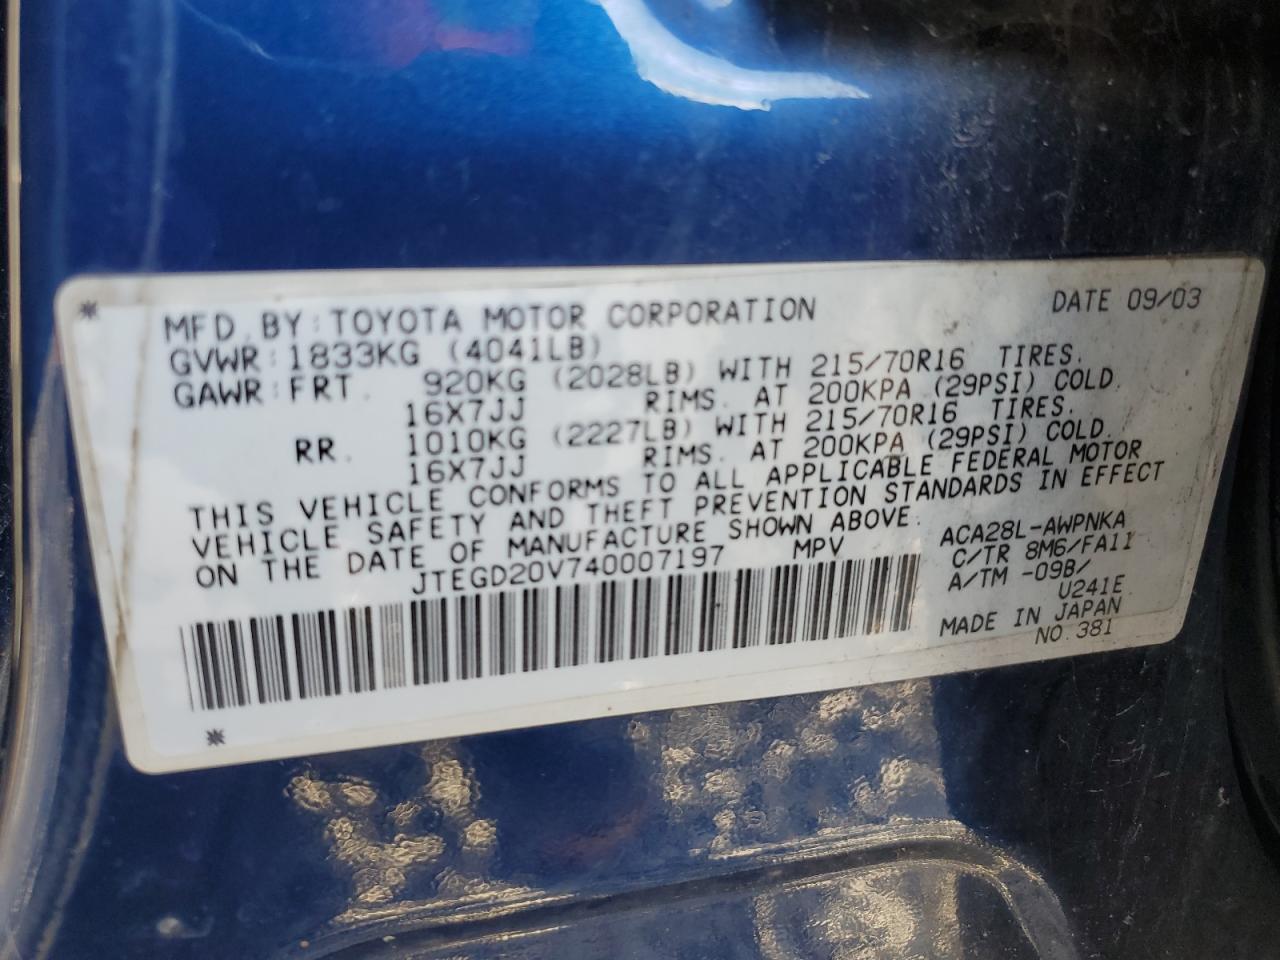 MFD. BY: TOYOTA MOTOR CORPORATION DATE 09/03
GVWR: 1833KG (4041LB)
GAWR: FRT. 920KG (2028LB) WITH 215/70R16 TIRES.
16X7JJ RIMS. AT 200KPA (29PSI) COLD.
RR. 1010KG (2227LB) WITH 215/70R16 TIRES.
16X7JJ RIMS. AT 200KPA (29PSI) COLD.
THIS VEHICLE CONFORMS TO ALL APPLICABLE FEDERAL MOTOR
VEHICLE SAFETY AND THEFT PREVENTION STANDARDS IN EFFECT
ON THE DATE OF MANUFACTURE SHOWN ABOVE.
JTEGD20V740007197 MPV
ACA28L-AWPNKA
C/TR 8M6/FA11
A/TM -09B/
U241E
MADE IN JAPAN
NO.381